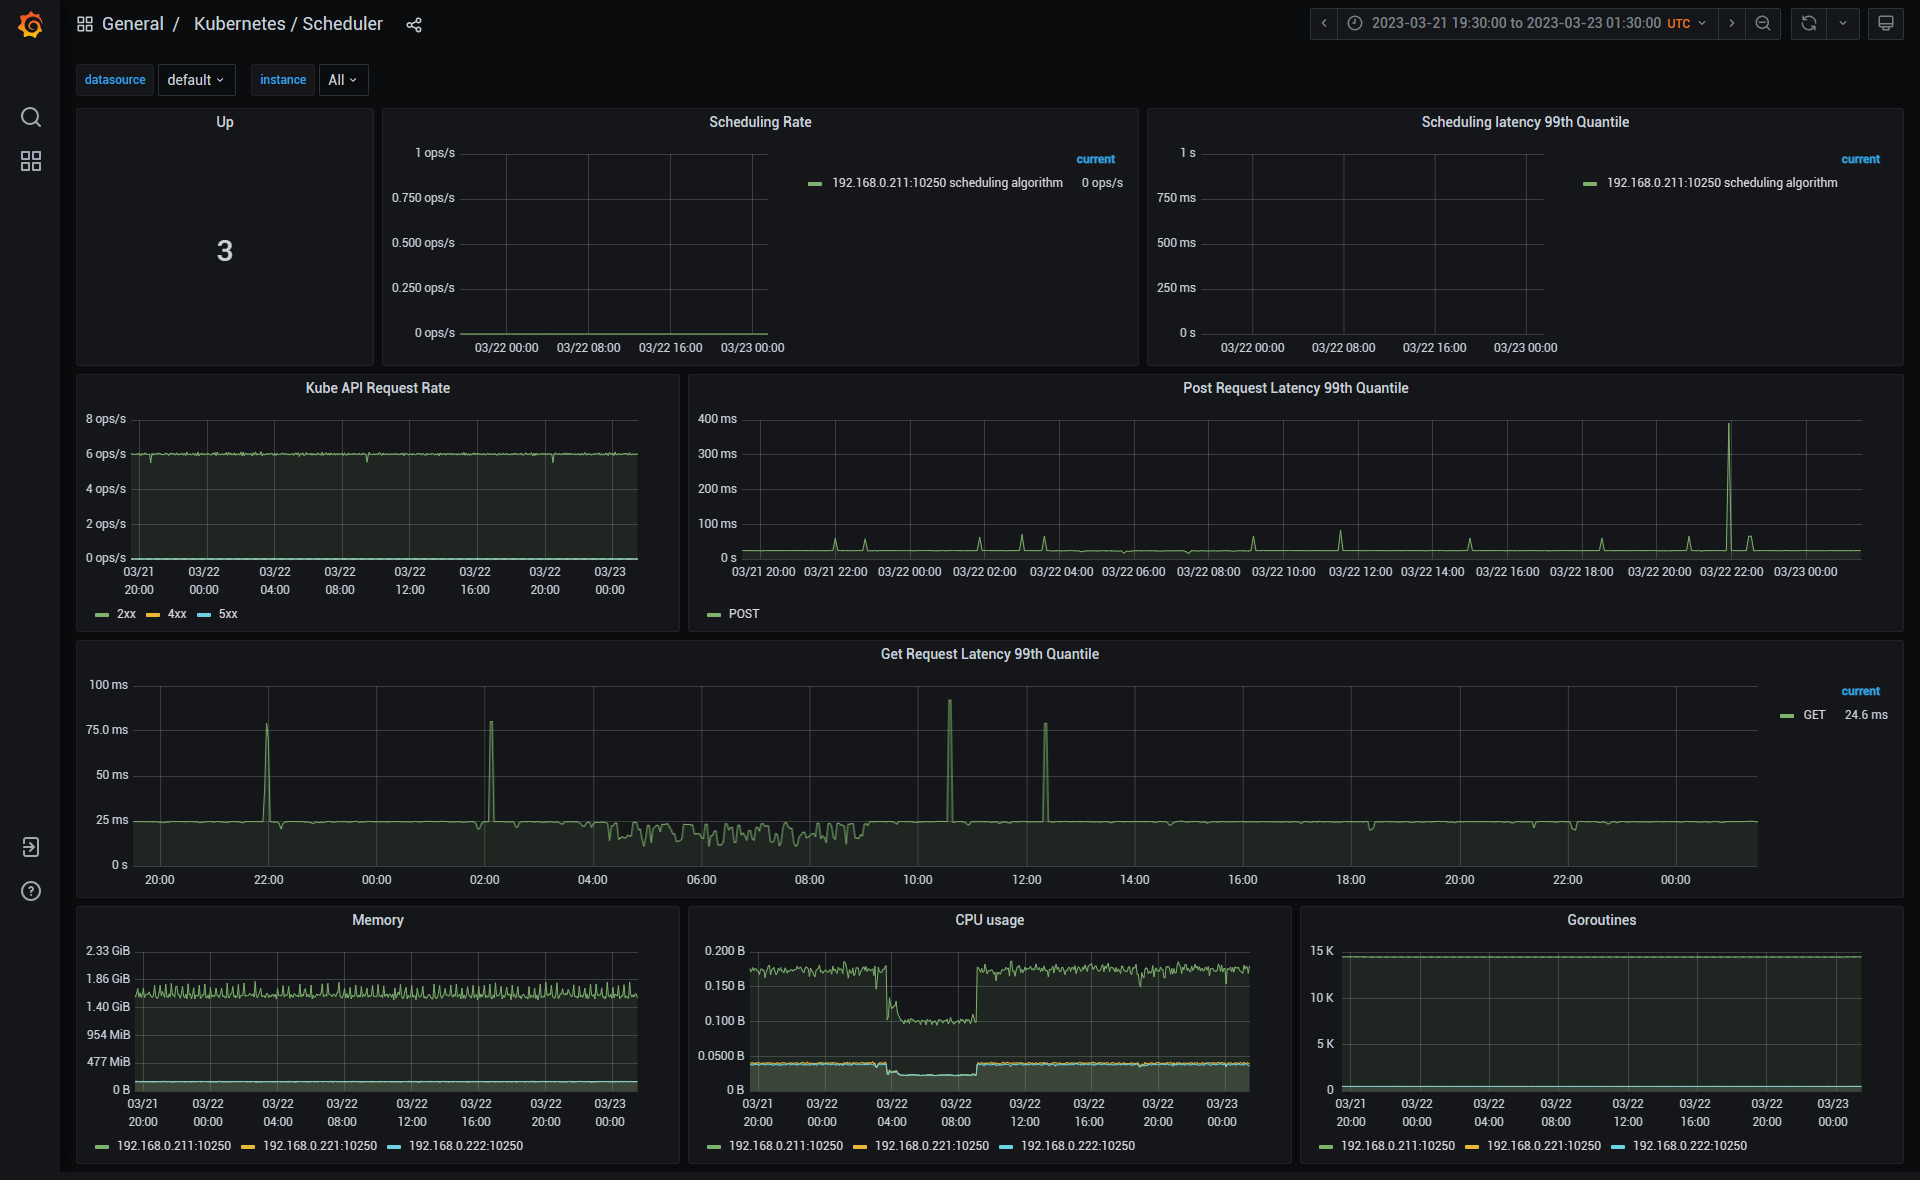 General / Kubernetes / Scheduler
2023-03-21 19:30:00 to 2023-03-23 01:30:00 UTC
datasource default instance All
Up
3
Scheduling Rate
1 ops/s
0.750 ops/s
0.500 ops/s
0.250 ops/s
0 ops/s
03/22 00:00 03/22 08:00 03/22 16:00 03/23 00:00
current
192.168.0.211:10250 scheduling algorithm 0 ops/s
Scheduling latency 99th Quantile
1 s
750 ms
500 ms
250 ms
0 s
03/22 00:00 03/22 08:00 03/22 16:00 03/23 00:00
current
192.168.0.211:10250 scheduling algorithm
Kube API Request Rate
8 ops/s
6 ops/s
4 ops/s
2 ops/s
0 ops/s
03/21 03/22 03/22 03/22 03/22 03/22 03/22 03/23
20:00 00:00 04:00 08:00 12:00 16:00 20:00 00:00
2xx 4xx 5xx
Post Request Latency 99th Quantile
400 ms
300 ms
200 ms
100 ms
0 s
03/21 20:00 03/21 22:00 03/22 00:00 03/22 02:00 03/22 04:00 03/22 06:00 03/22 08:00 03/22 10:00 03/22 12:00 03/22 14:00 03/22 16:00 03/22 18:00 03/22 20:00 03/22 22:00 03/23 00:00
POST
Get Request Latency 99th Quantile
100 ms
75.0 ms
50 ms
25 ms
0 s
20:00 22:00 00:00 02:00 04:00 06:00 08:00 10:00 12:00 14:00 16:00 18:00 20:00 22:00 00:00
current
GET 24.6 ms
Memory
2.33 GiB
1.86 GiB
1.40 GiB
954 MiB
477 MiB
0 B
03/21 03/22 03/22 03/22 03/22 03/22 03/22 03/23
20:00 00:00 04:00 08:00 12:00 16:00 20:00 00:00
192.168.0.211:10250 192.168.0.221:10250 192.168.0.222:10250
CPU usage
0.200 B
0.150 B
0.100 B
0.0500 B
0 B
03/21 03/22 03/22 03/22 03/22 03/22 03/22 03/23
20:00 00:00 04:00 08:00 12:00 16:00 20:00 00:00
192.168.0.211:10250 192.168.0.221:10250 192.168.0.222:10250
Goroutines
15 K
10 K
5 K
0
03/21 03/22 03/22 03/22 03/22 03/22 03/22 03/23
20:00 00:00 04:00 08:00 12:00 16:00 20:00 00:00
192.168.0.211:10250 192.168.0.221:10250 192.168.0.222:10250